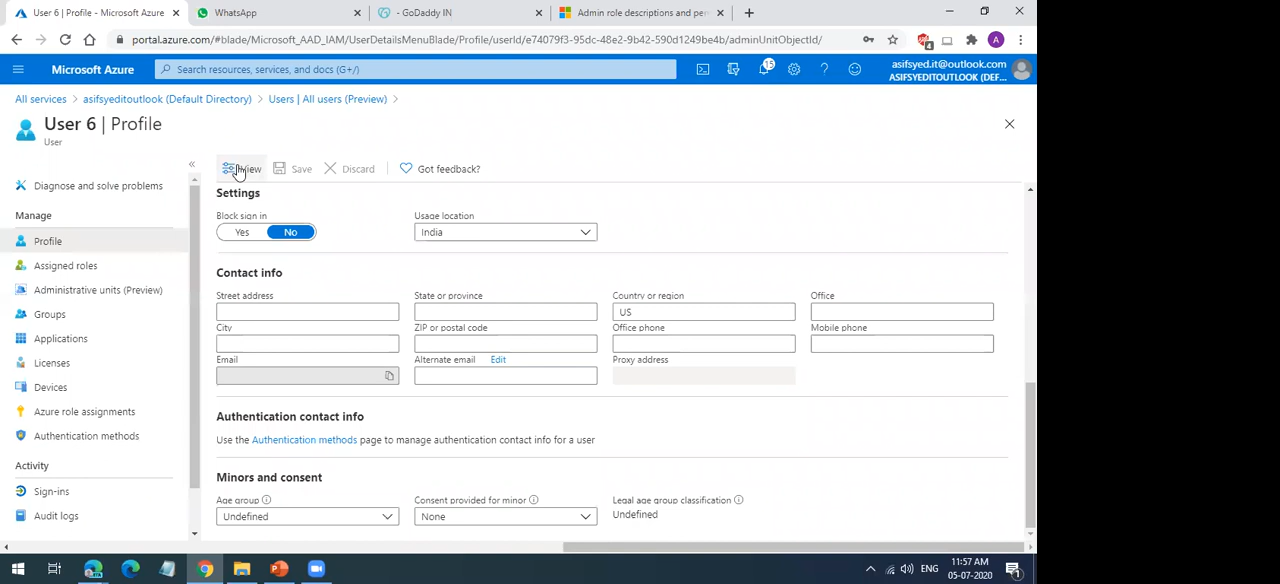 User 6 | Profile - Microsoft Azure
WhatsApp
- GoDaddy IN
Admin role descriptions and per
portal.azure.com/#blade/Microsoft_AAD_IAM/UserDetailsMenuBlade/Profile/userId/e74079f3-95dc-48e2-9b42-590d1249be4b/adminUnitObjectId/
4
A
Microsoft Azure
Search resources, services, and docs (G+/)
15
asifsyed.it@outlook.com
ASIFSYEDITOUTLOOK (DEF...
All services > asifsyeditoutlook (Default Directory) > Users | All users (Preview) >
User 6 | Profile
User
View
Save
Discard
Got feedback?
Diagnose and solve problems
Manage
Profile
Assigned roles
Administrative units (Preview)
Groups
Applications
Licenses
Devices
Azure role assignments
Authentication methods
Activity
Sign-ins
Audit logs
Settings
Block sign in
Usage location
Yes
No
India
Contact info
Street address
State or province
Country or region
Office
US
City
ZIP or postal code
Office phone
Mobile phone
Email
Alternate email
Edit
Proxy address
Authentication contact info
Use the Authentication methods page to manage authentication contact info for a user
Minors and consent
Age group
Consent provided for minor
Legal age group classification
Undefined
None
Undefined
ENG
11:57 AM
05-07-2020
1